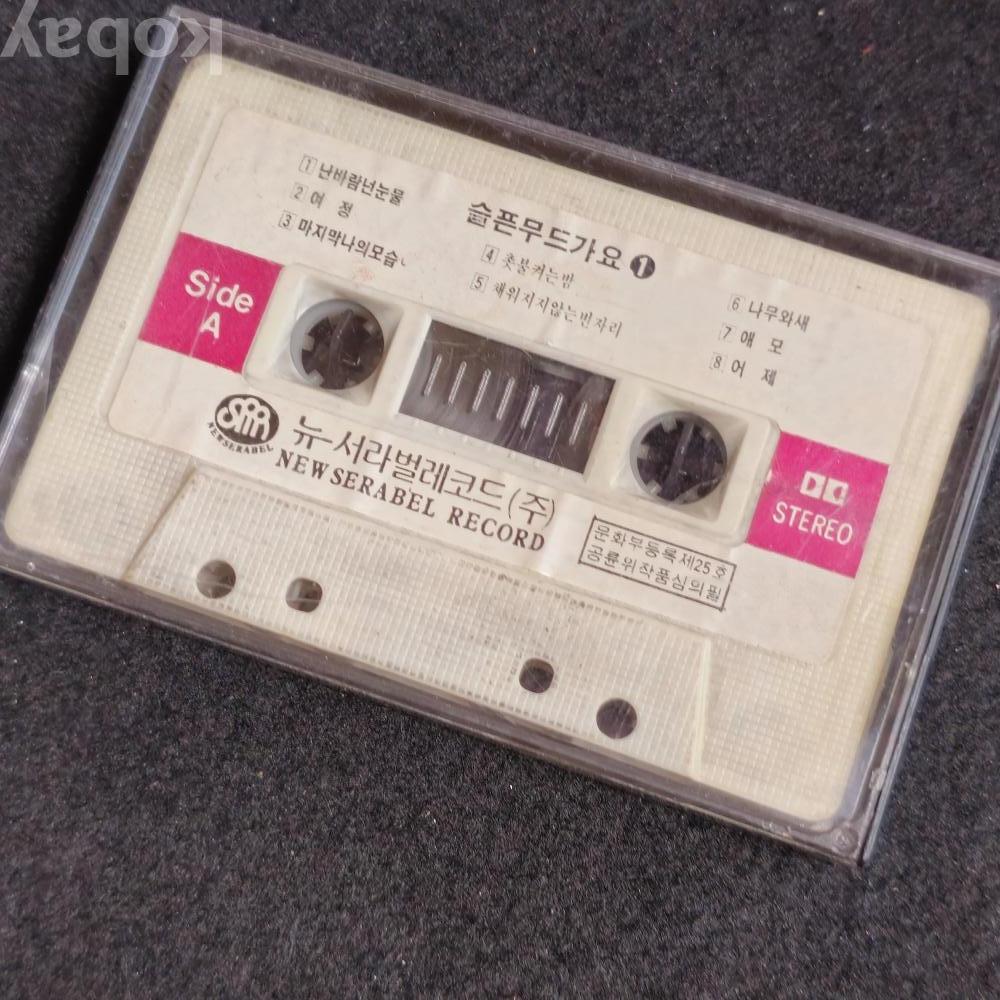 kobay
슬픈무드가요 ❶
1 난바람넌눈물
2 여 정
3 마지막나의모습
4 촛불켜는밤
5 채워지지않는빈자리
6 나무와새
7 애 모
8 어 제
Side
A
DOLBY STEREO
NEWSERABEL
뉴-서라벌레코드(주)
NEW SERABEL RECORD
문화부등록제25호
공륜위작품심의필